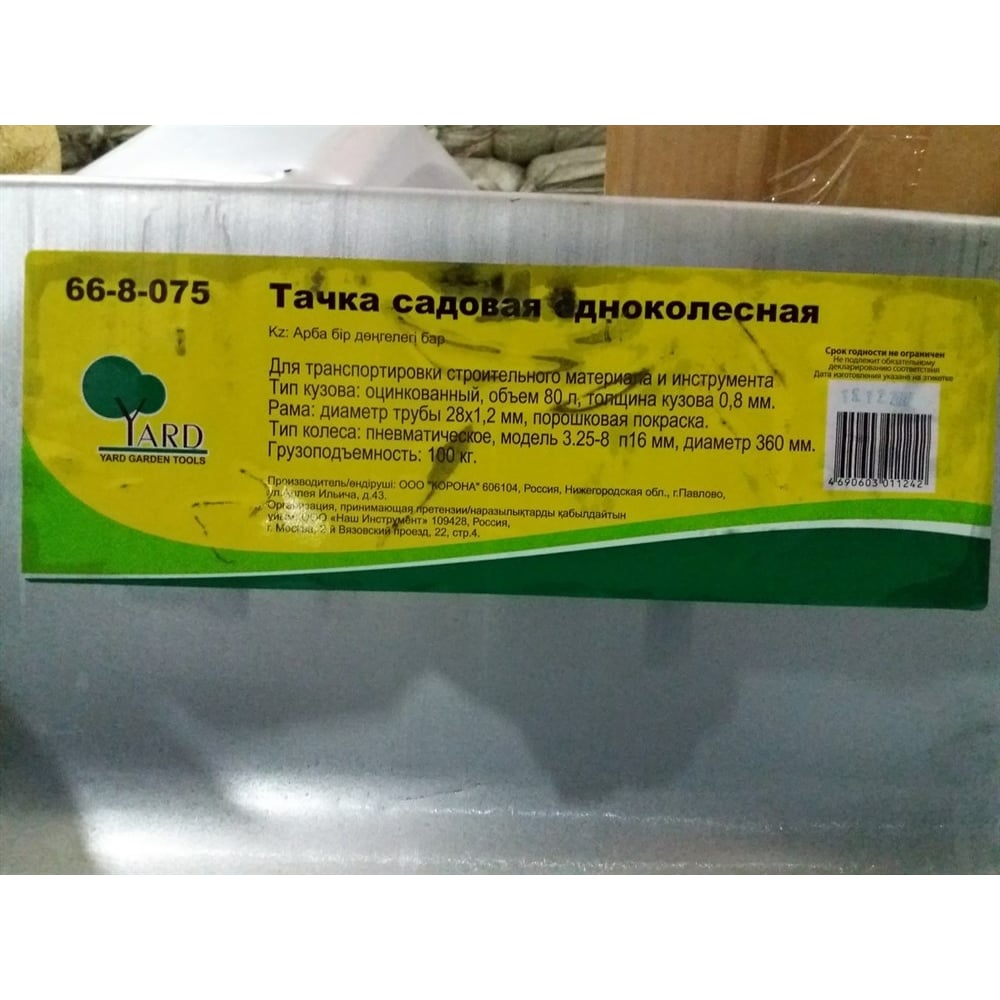 66-8-075
Тачка садовая одноколесная
Kz: Арба бір дөңгелегі бар
Для транспортировки строительного материала и инструмента
Тип кузова: оцинкованный, объем 80 л, толщина кузова 0,8 мм.
Рама: диаметр трубы 28х1,2 мм, порошковая покраска.
Тип колеса: пневматическое, модель 3.25-8 п16 мм, диаметр 360 мм.
Грузоподъемность: 100 кг.
Производитель/өндіруші: ООО "КОРОНА" 606104, Россия, Нижегородская обл., г.Павлово,
ул.Аллея Ильича, д.43.
Организация, принимающая претензии/наразылықтарды қабылдайтын
ұйым: ООО «Наш Инструмент» 109428, Россия,
г. Москва, 2-й Вязовский проезд, 22, стр.4.
YARD
YARD GARDEN TOOLS
Срок годности не ограничен
Не подлежит обязательному
декларированию соответствия
Дата изготовления указана на этикетке
4 690603 011242